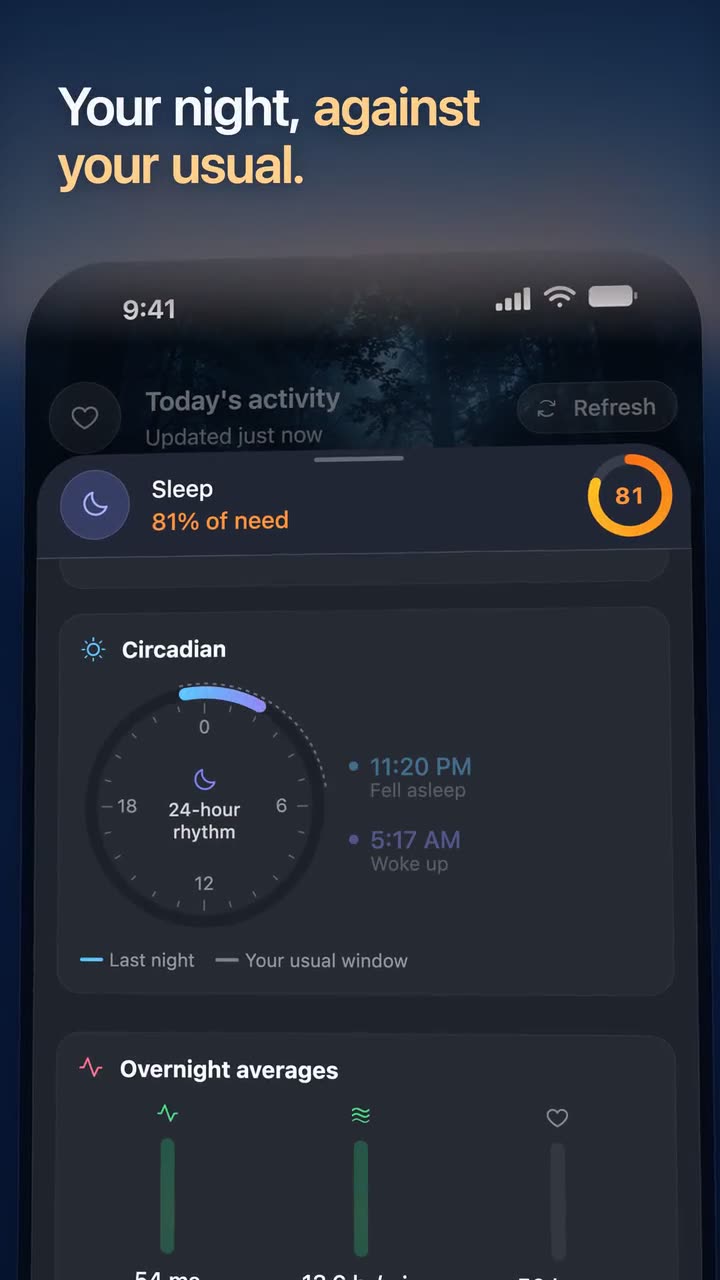 Your night, against
your usual.
9:41
Today's activity
Updated just now
Refresh
Sleep
81% of need
81
Circadian
0
18
24-hour
rhythm
6
12
11:20 PM
Fell asleep
5:17 AM
Woke up
Last night
Your usual window
Overnight averages